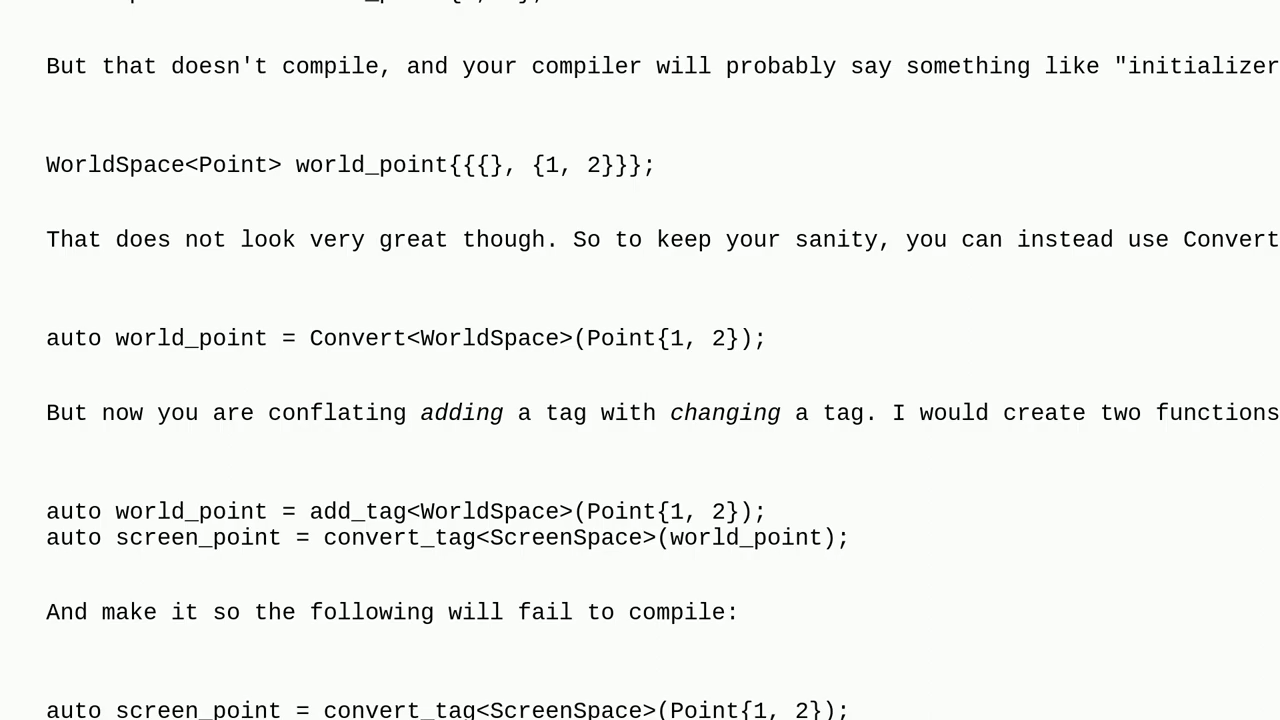 But that doesn't compile, and your compiler will probably say something like "initializer
WorldSpace<Point> world_point{{{}, {1, 2}}};
That does not look very great though. So to keep your sanity, you can instead use Convert
auto world_point = Convert<WorldSpace>(Point{1, 2});
But now you are conflating adding a tag with changing a tag. I would create two functions
auto world_point = add_tag<WorldSpace>(Point{1, 2});
auto screen_point = convert_tag<ScreenSpace>(world_point);
And make it so the following will fail to compile:
auto screen_point = convert_tag<ScreenSpace>(Point{1, 2});